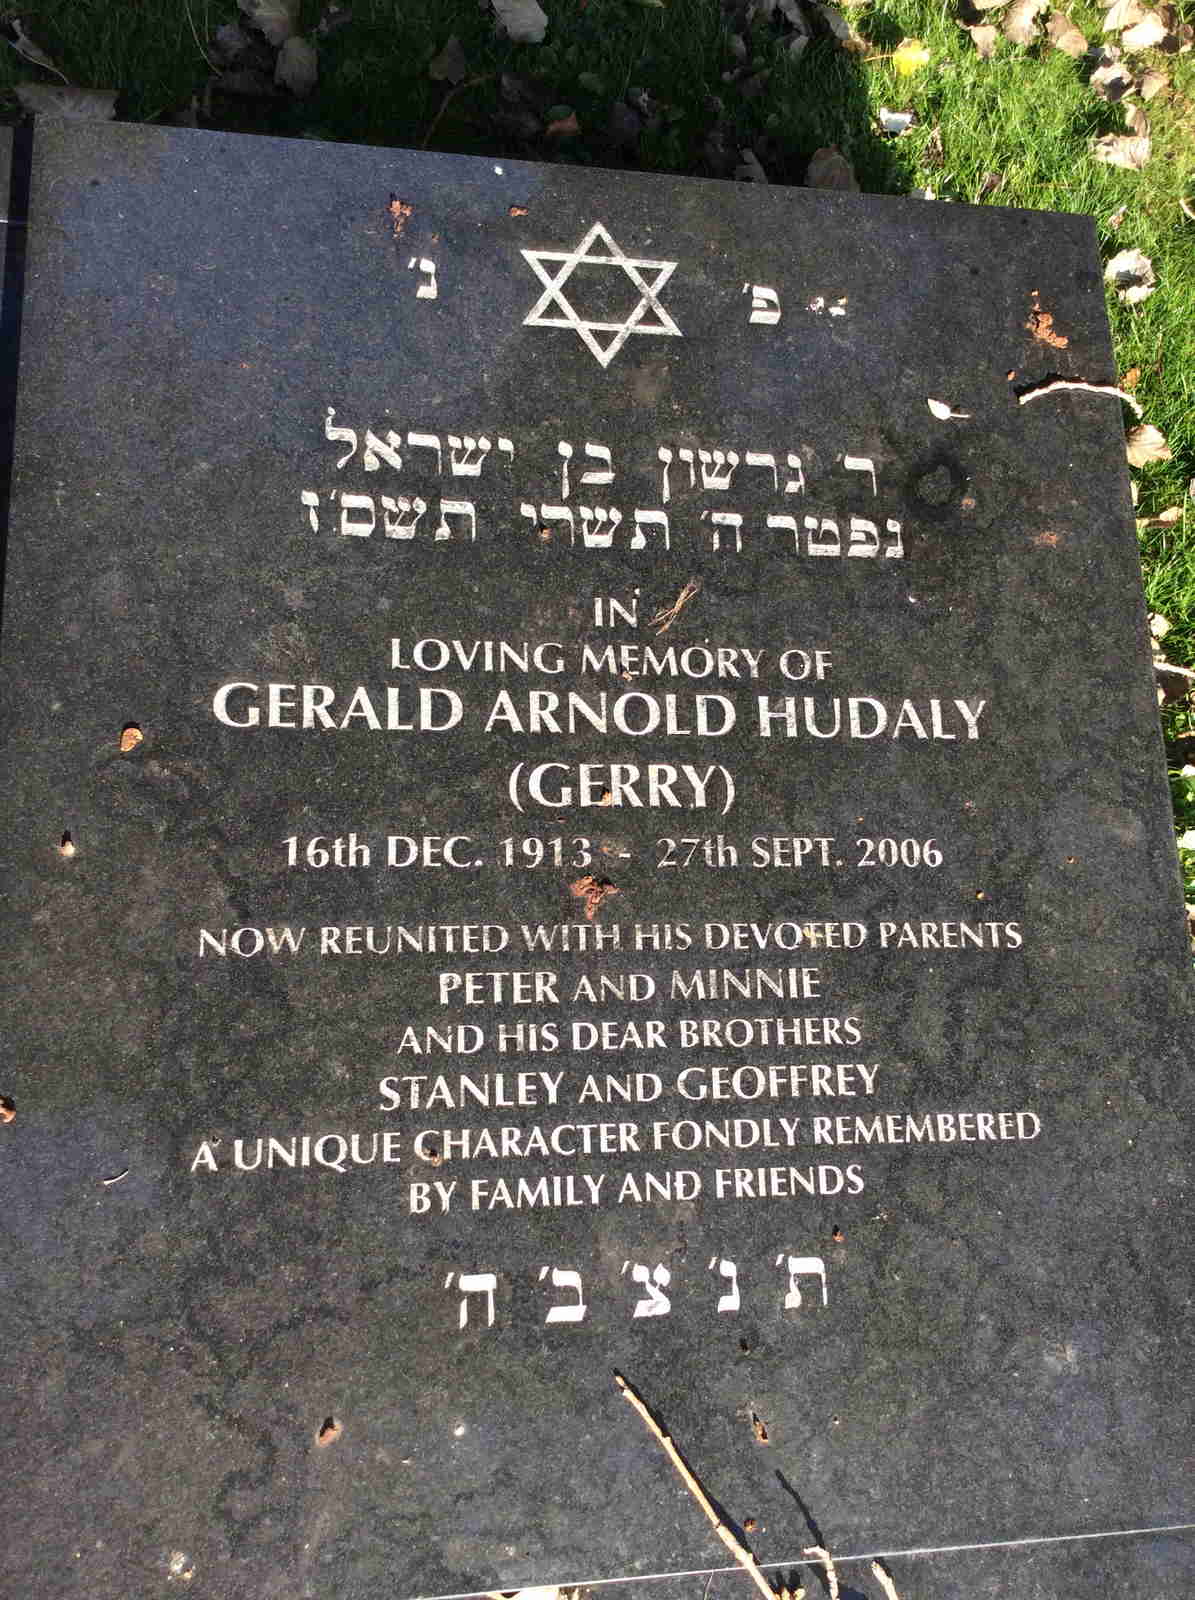 פ׳ נ׳
ר׳ גרשון בן ישראל
נפטר ה׳ תשרי תשס׳ז
IN
LOVING MEMORY OF
GERALD ARNOLD HUDALY
(GERRY)
16th DEC. 1913 - 27th SEPT. 2006
NOW REUNITED WITH HIS DEVOTED PARENTS
PETER AND MINNIE
AND HIS DEAR BROTHERS
STANLEY AND GEOFFREY
A UNIQUE CHARACTER FONDLY REMEMBERED
BY FAMILY AND FRIENDS
ת׳ נ׳ צ׳ ב׳ ה׳